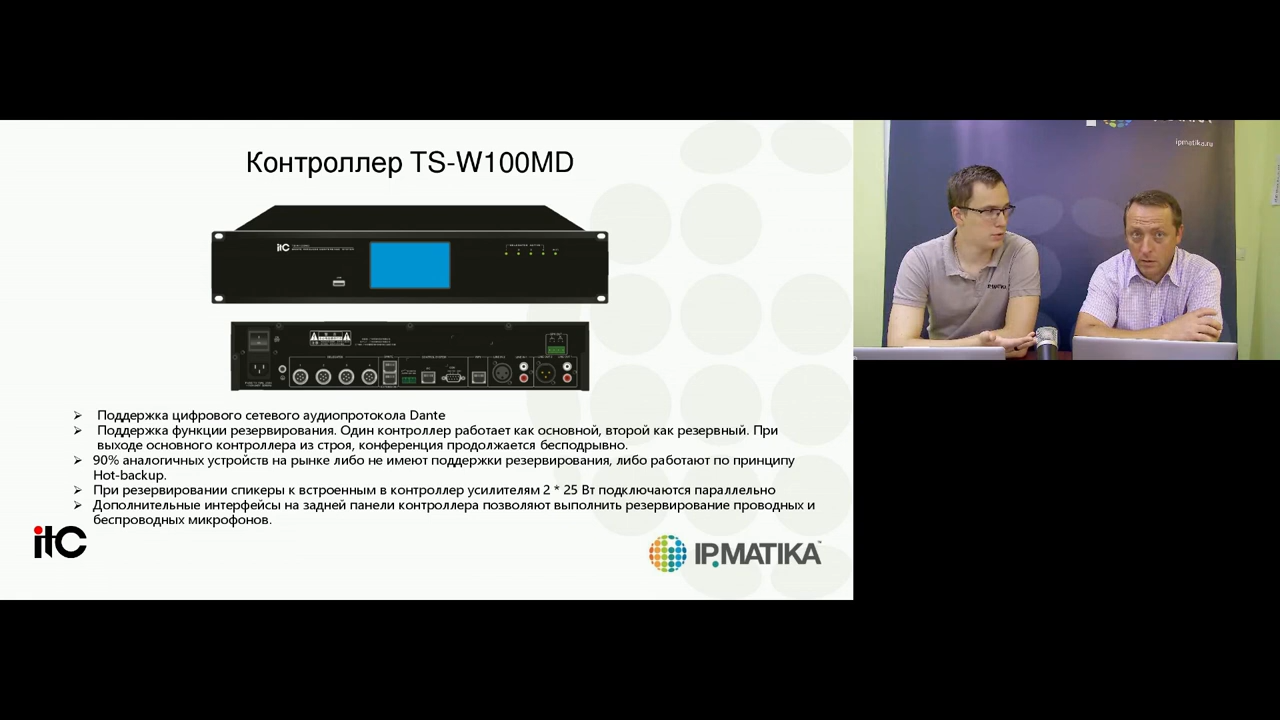 Контроллер TS-W100MD
itC
ipmatika.ru
Поддержка цифрового сетевого аудиопротокола Dante
Поддержка функции резервирования. Один контроллер работает как основной, второй как резервный. При
выходе основного контроллера из строя, конференция продолжается бесподрывно.
90% аналогичных устройств на рынке либо не имеют поддержки резервирования, либо работают по принципу
Hot-backup.
При резервировании спикеры к встроенным в контроллер усилителям 2 * 25 Вт подключаются параллельно
Дополнительные интерфейсы на задней панели контроллера позволяют выполнить резервирование проводных и
беспроводных микрофонов.
itC
IP.MATIKA™